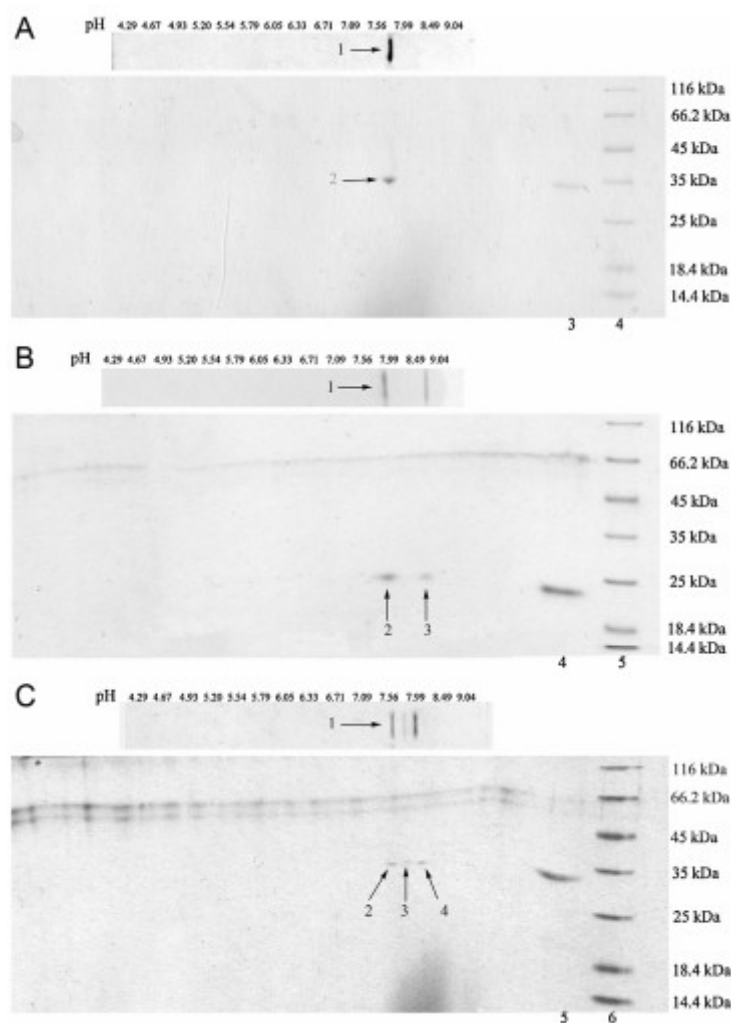 A
pH 4.29 4.67 4.93 5.20 5.54 5.79 6.05 6.33 6.71 7.09 7.56 7.99 8.49 9.04
1
116 kDa
66.2 kDa
45 kDa
2
35 kDa
25 kDa
18.4 kDa
14.4 kDa
3 4
B
pH 4.29 4.67 4.93 5.20 5.54 5.79 6.05 6.33 6.71 7.09 7.56 7.99 8.49 9.04
1
116 kDa
66.2 kDa
45 kDa
35 kDa
25 kDa
2 3
18.4 kDa
14.4 kDa
4 5
C
pH 4.29 4.67 4.93 5.20 5.54 5.79 6.05 6.33 6.71 7.09 7.56 7.99 8.49 9.04
1
116 kDa
66.2 kDa
45 kDa
35 kDa
2 3 4
25 kDa
18.4 kDa
14.4 kDa
5 6